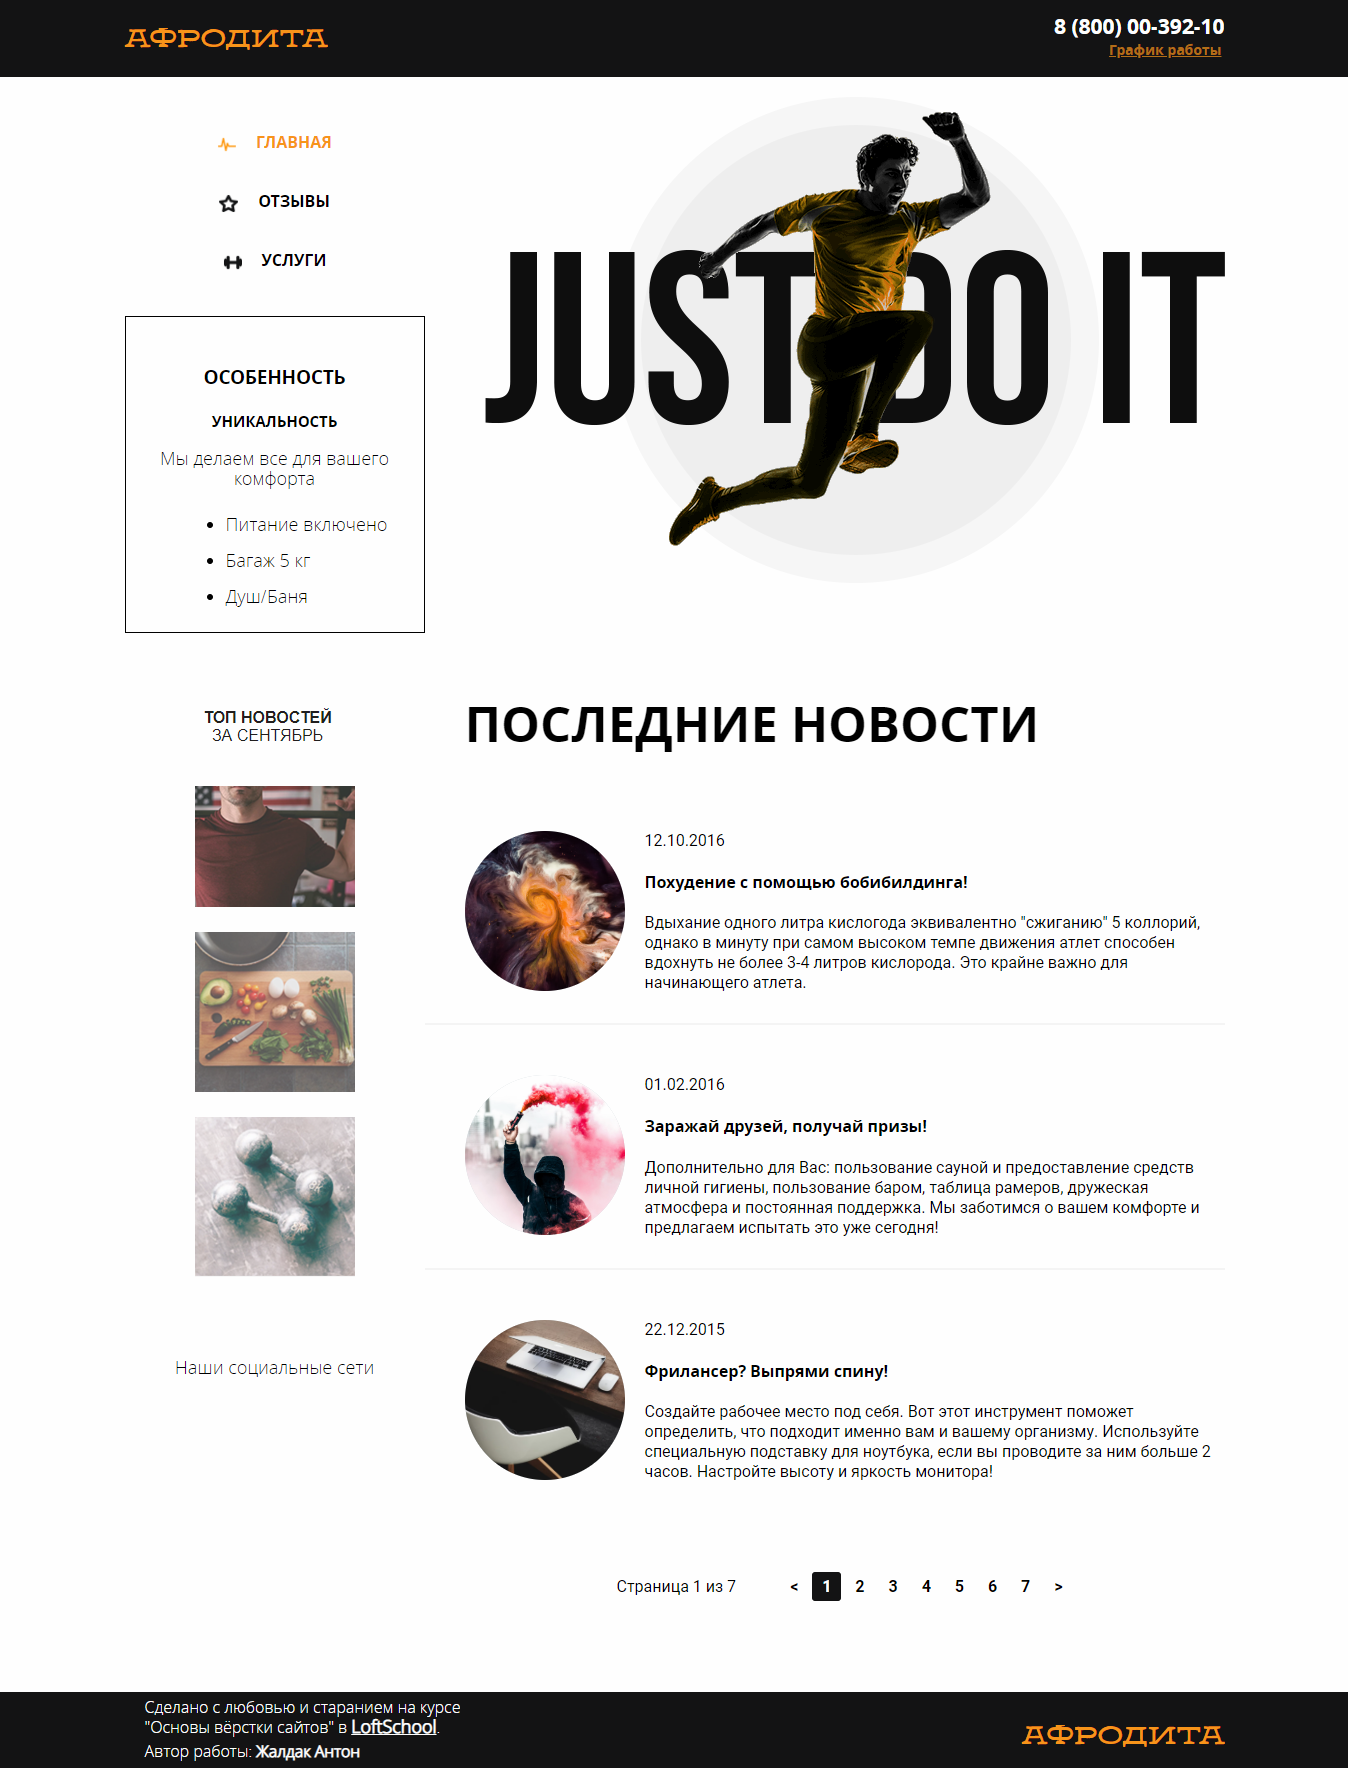 АФРОДИТА
8 (800) 00-392-10
График работы
ГЛАВНАЯ
ОТЗЫВЫ
УСЛУГИ
JUST DO IT
ОСОБЕННОСТЬ
УНИКАЛЬНОСТЬ
Мы делаем все для вашего
комфорта
Питание включено
Багаж 5 кг
Душ/Баня
ТОП НОВОСТЕЙ
ЗА СЕНТЯБРЬ
Наши социальные сети
ПОСЛЕДНИЕ НОВОСТИ
12.10.2016
Похудение с помощью бобибилдинга!
Вдыхание одного литра кислогода эквивалентно "сжиганию" 5 коллорий,
однако в минуту при самом высоком темпе движения атлет способен
вдохнуть не более 3-4 литров кислорода. Это крайне важно для
начинающего атлета.
01.02.2016
Заражай друзей, получай призы!
Дополнительно для Вас: пользование сауной и предоставление средств
личной гигиены, пользование баром, таблица рамеров, дружеская
атмосфера и постоянная поддержка. Мы заботимся о вашем комфорте и
предлагаем испытать это уже сегодня!
22.12.2015
Фрилансер? Выпрями спину!
Создайте рабочее место под себя. Вот этот инструмент поможет
определить, что подходит именно вам и вашему организму. Используйте
специальную подставку для ноутбука, если вы проводите за ним больше 2
часов. Настройте высоту и яркость монитора!
Страница 1 из 7 < 1 2 3 4 5 6 7 >
Сделано с любовью и старанием на курсе
"Основы вёрстки сайтов" в LoftSchool.
Автор работы: Жалдак Антон
АФРОДИТА